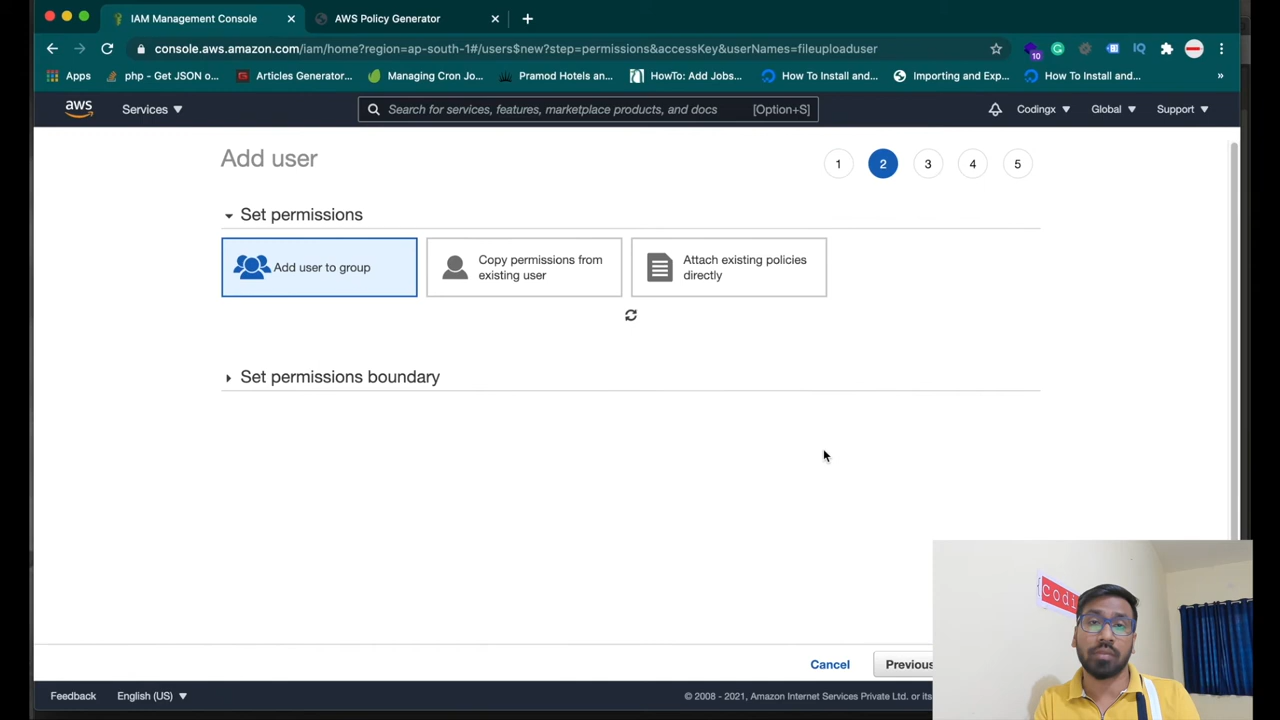 IAM Management Console
AWS Policy Generator
console.aws.amazon.com/iam/home?region=ap-south-1#/users$new?step=permissions&accessKey&userNames=fileuploaduser
10
Apps
php - Get JSON o...
Articles Generator...
Managing Cron Jo...
Pramod Hotels an...
HowTo: Add Jobs...
How To Install and...
Importing and Exp...
How To Install and...
»
aws
Services
Search for services, features, marketplace products, and docs
[Option+S]
Codingx
Global
Support
Add user
1
2
3
4
5
Set permissions
Add user to group
Copy permissions from
existing user
Attach existing policies
directly
Set permissions boundary
Codi
Cancel
Previous
Feedback
English (US)
© 2008 - 2021, Amazon Internet Services Private Ltd. or its